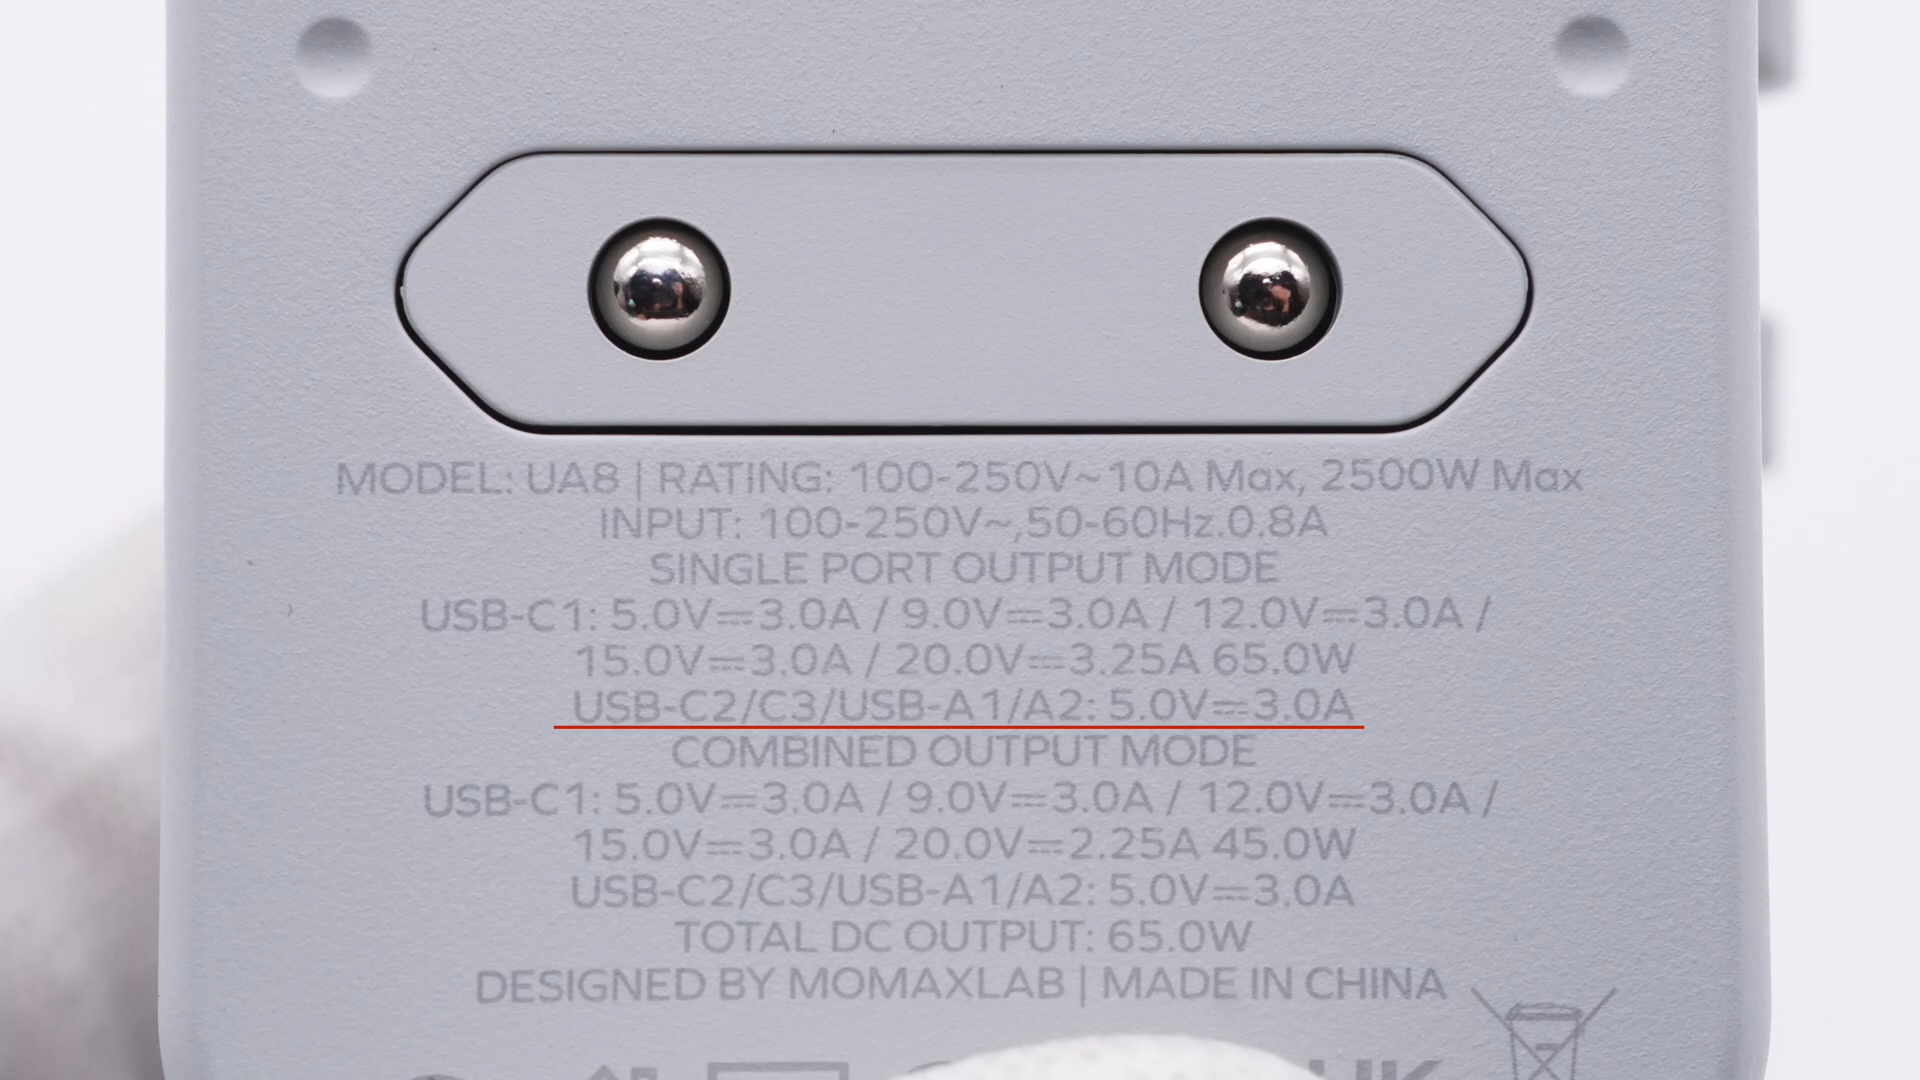 MODEL: UA8 | RATING: 100-250V~10A Max, 2500W Max
INPUT: 100-250V~,50-60Hz.0.8A
SINGLE PORT OUTPUT MODE
USB-C1: 5.0V⎓3.0A / 9.0V⎓3.0A / 12.0V⎓3.0A /
15.0V⎓3.0A / 20.0V⎓3.25A 65.0W
USB-C2/C3/USB-A1/A2: 5.0V⎓3.0A
COMBINED OUTPUT MODE
USB-C1: 5.0V⎓3.0A / 9.0V⎓3.0A / 12.0V⎓3.0A /
15.0V⎓3.0A / 20.0V⎓2.25A 45.0W
USB-C2/C3/USB-A1/A2: 5.0V⎓3.0A
TOTAL DC OUTPUT: 65.0W
DESIGNED BY MOMAXLAB | MADE IN CHINA